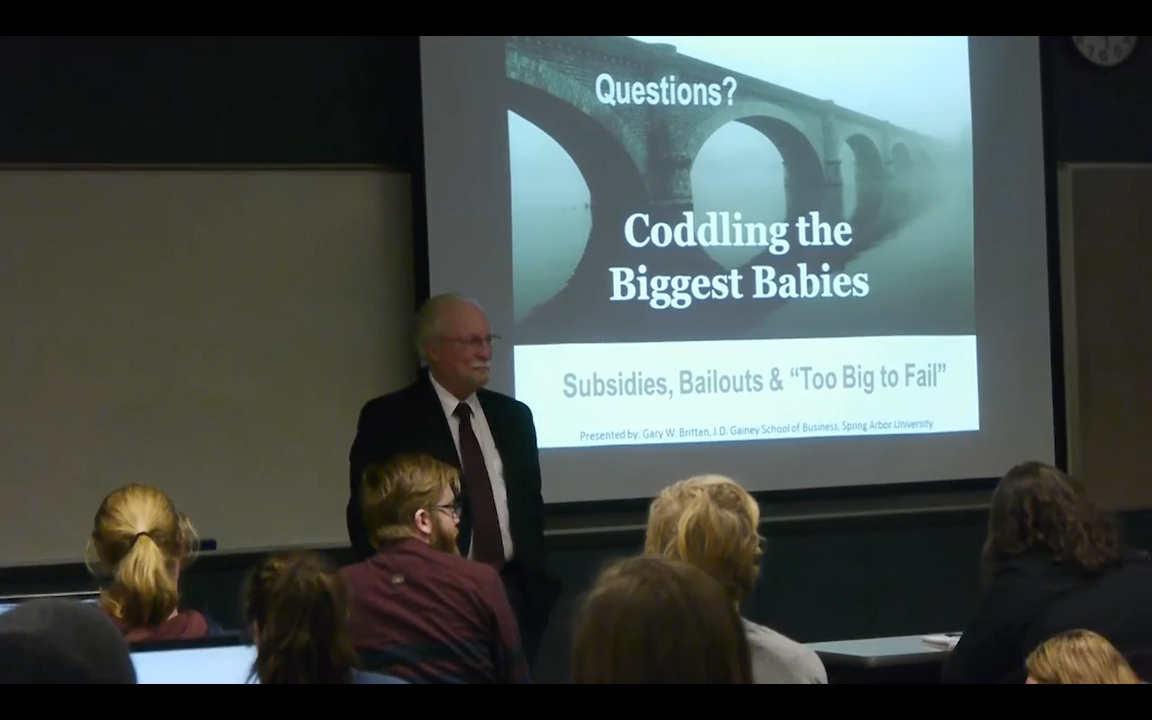 Questions?
Coddling the
Biggest Babies
Subsidies, Bailouts & “Too Big to Fail”
Presented by: Gary W. Britten, J.D. Gainey School of Business, Spring Arbor University